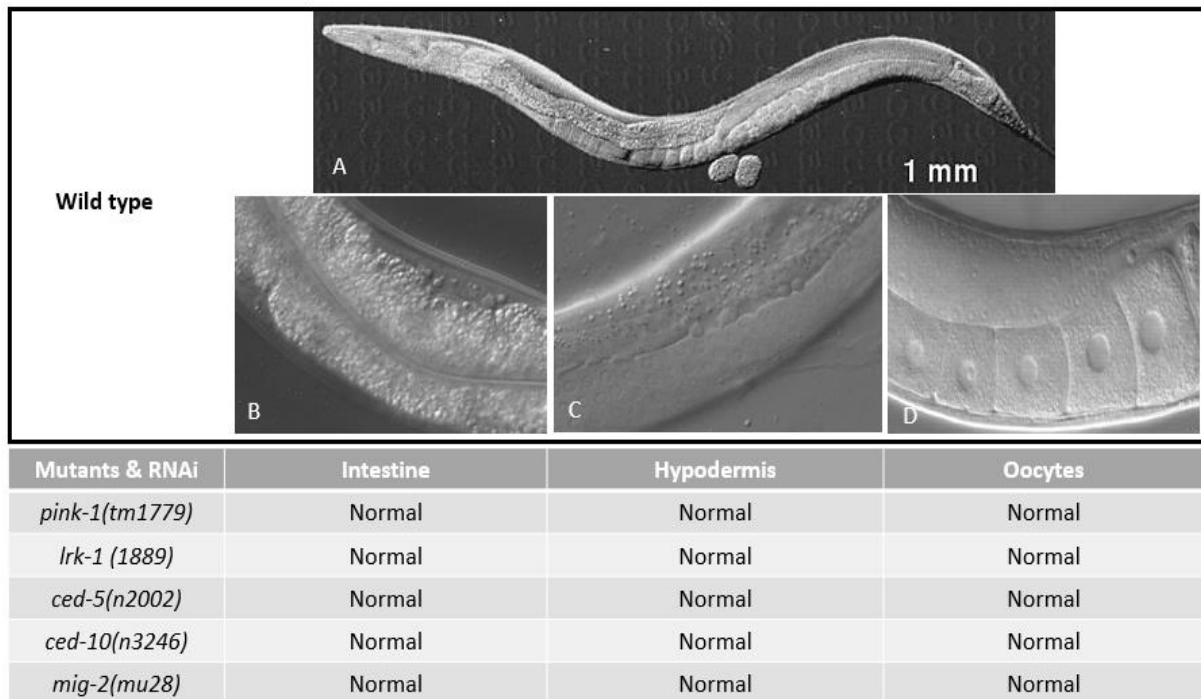 A
1 mm
Wild type
B
C
D
Mutants & RNAi Intestine Hypodermis Oocytes
pink-1(tm1779) Normal Normal Normal
lrk-1 (1889) Normal Normal Normal
ced-5(n2002) Normal Normal Normal
ced-10(n3246) Normal Normal Normal
mig-2(mu28) Normal Normal Normal